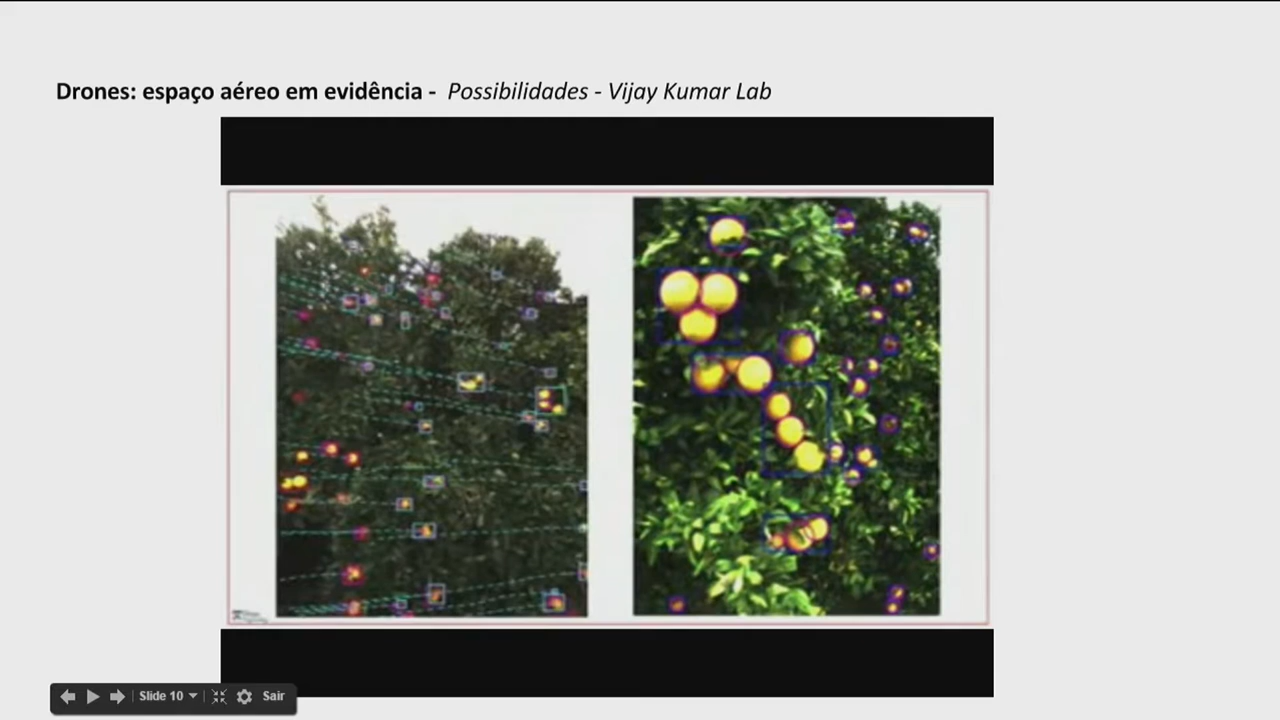 Drones: espaço aéreo em evidência - Possibilidades - Vijay Kumar Lab
Slide 10
Sair